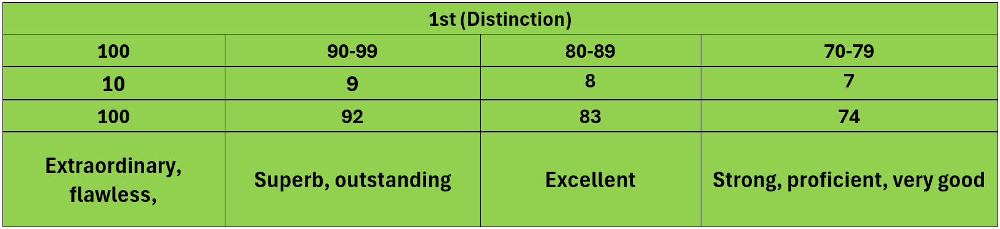 1st (Distinction)
100 90-99 80-89 70-79
10 9 8 7
100 92 83 74
Extraordinary,
flawless,
Superb, outstanding
Excellent
Strong, proficient, very good